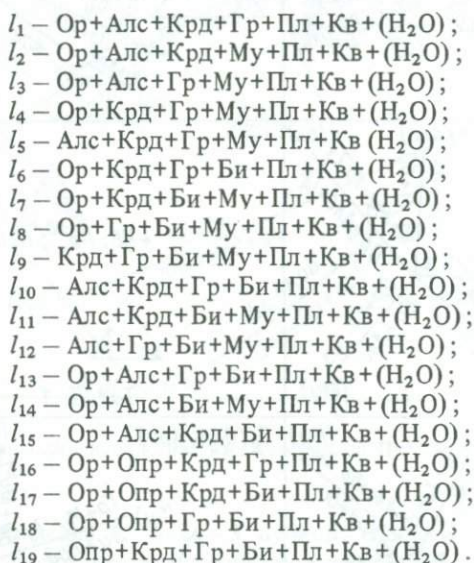 l₁ – Ор+Алс+Крд+Гр+Пл+Кв+(H₂O);
l₂ – Ор+Алс+Крд+Му+Пл+Кв+(H₂O);
l₃ – Ор+Алс+Гр+Му+Пл+Кв+(H₂O);
l₄ – Ор+Крд+Гр+Му+Пл+Кв+(H₂O);
l₅ – Алс+Крд+Гр+Му+Пл+Кв (H₂O);
l₆ – Ор+Крд+Гр+Би+Пл+Кв+(H₂O);
l₇ – Ор+Крд+Би+Му+Пл+Кв+(H₂O);
l₈ – Ор+Гр+Би+Му+Пл+Кв+(H₂O);
l₉ – Крд+Гр+Би+Му+Пл+Кв+(H₂O);
l₁₀ – Алс+Крд+Гр+Би+Пл+Кв+(H₂O);
l₁₁ – Алс+Крд+Би+Му+Пл+Кв+(H₂O);
l₁₂ – Алс+Гр+Би+Му+Пл+Кв+(H₂O);
l₁₃ – Ор+Алс+Гр+Би+Пл+Кв+(H₂O);
l₁₄ – Ор+Алс+Би+Му+Пл+Кв+(H₂O);
l₁₅ – Ор+Алс+Крд+Би+Пл+Кв+(H₂O);
l₁₆ – Ор+Опр+Крд+Гр+Пл+Кв+(H₂O);
l₁₇ – Ор+Опр+Крд+Би+Пл+Кв+(H₂O);
l₁₈ – Ор+Опр+Гр+Би+Пл+Кв+(H₂O);
l₁₉ – Опр+Крд+Гр+Би+Пл+Кв+(H₂O).